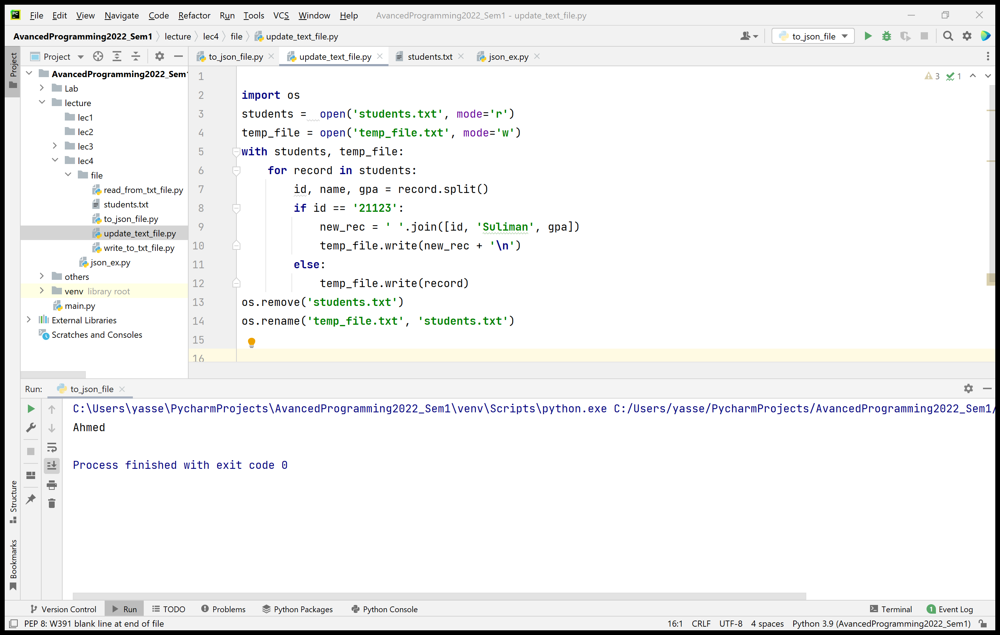 PC
File Edit View Navigate Code Refactor Run Tools VCS Window Help AvancedProgramming2022_Sem1 - update_text_file.py
AvancedProgramming2022_Sem1 lecture lec4 file update_text_file.py to_json_file
Project
Project
to_json_file.py update_text_file.py students.txt json_ex.py
AvancedProgramming2022_Sem1
Lab
lecture
lec1
lec2
lec3
lec4
file
read_from_txt_file.py
students.txt
to_json_file.py
update_text_file.py
write_to_txt_file.py
json_ex.py
others
venv library root
main.py
External Libraries
Scratches and Consoles
3 1
1
2 import os
3 students =  open('students.txt', mode='r')
4 temp_file = open('temp_file.txt', mode='w')
5 with students, temp_file:
6     for record in students:
7         id, name, gpa = record.split()
8         if id == '21123':
9             new_rec = ' '.join([id, 'Suliman', gpa])
10             temp_file.write(new_rec + '\n')
11         else:
12             temp_file.write(record)
13 os.remove('students.txt')
14 os.rename('temp_file.txt', 'students.txt')
15
16
Run: to_json_file
C:\Users\yasse\PycharmProjects\AvancedProgramming2022_Sem1\venv\Scripts\python.exe C:/Users/yasse/PycharmProjects/AvancedProgramming2022_Sem1/
Ahmed
Process finished with exit code 0
Structure
Bookmarks
Version Control Run TODO Problems Python Packages Python Console Terminal 1 Event Log
PEP 8: W391 blank line at end of file 16:1 CRLF UTF-8 4 spaces Python 3.9 (AvancedProgramming2022_Sem1)